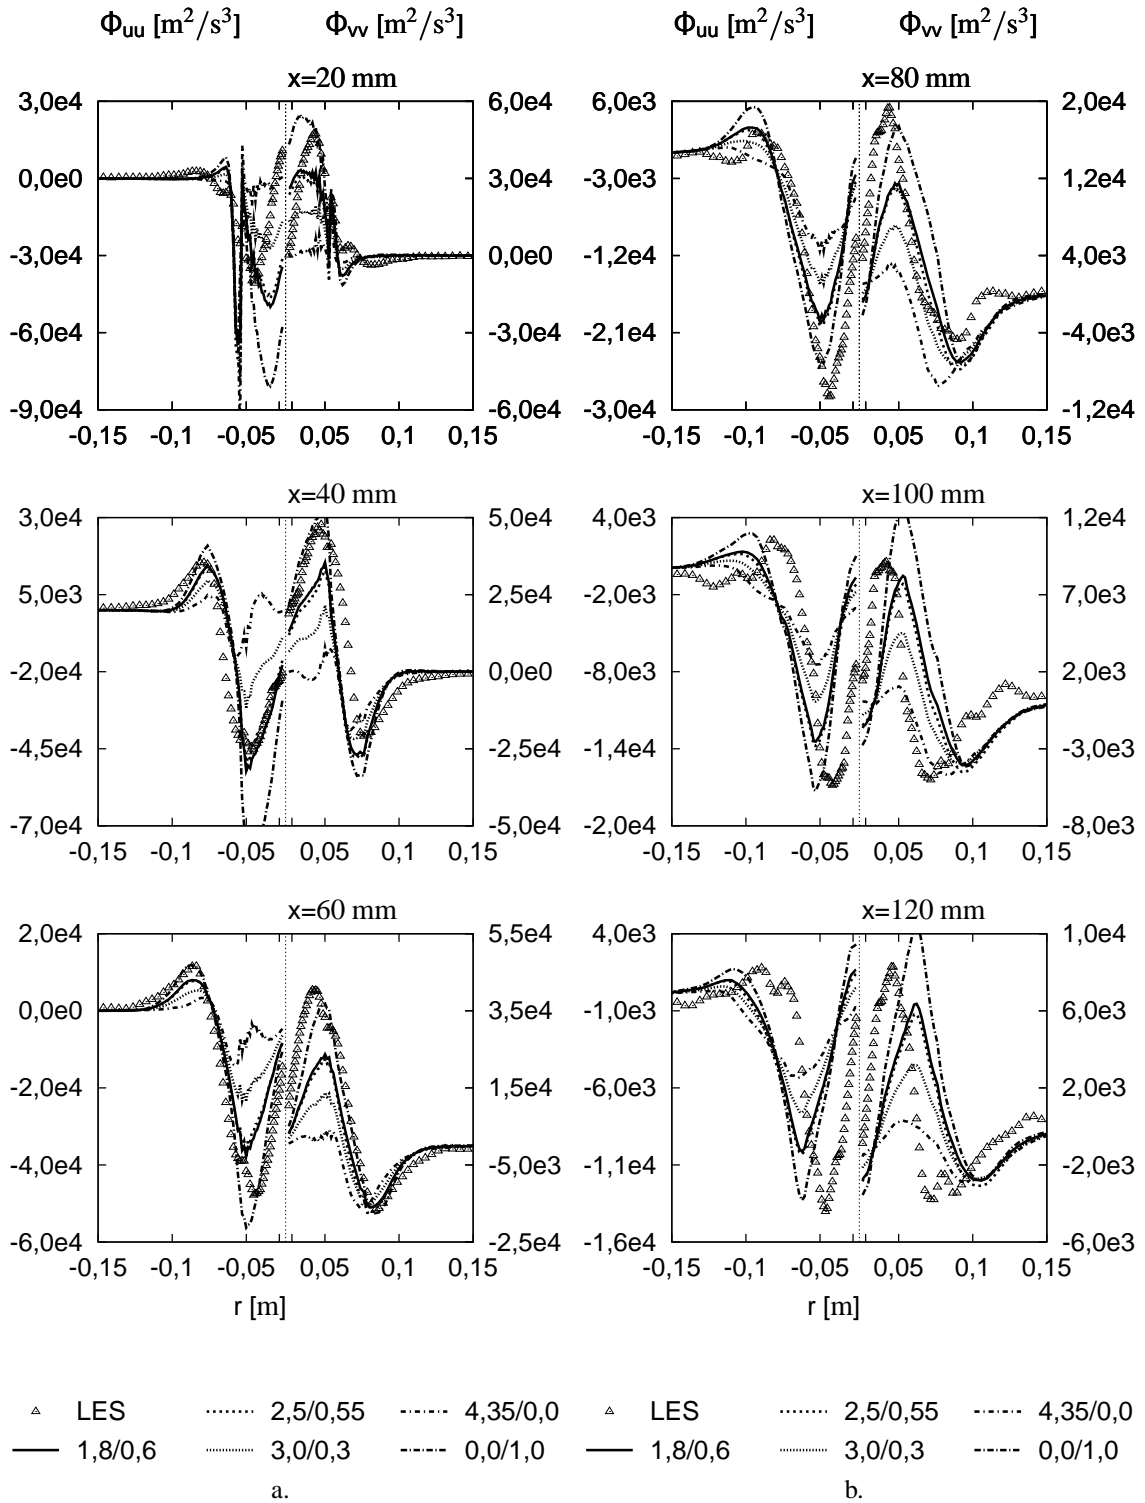 Φuu [m²/s³] Φvv [m²/s³] Φuu [m²/s³] Φvv [m²/s³]
x=20 mm
3,0e4
0,0e0
-3,0e4
-6,0e4
-9,0e4
6,0e4
3,0e4
0,0e0
-3,0e4
-6,0e4
-0,15 -0,1 -0,05 0,05 0,1 0,15
x=80 mm
6,0e3
-3,0e3
-1,2e4
-2,1e4
-3,0e4
2,0e4
1,2e4
4,0e3
-4,0e3
-1,2e4
-0,15 -0,1 -0,05 0,05 0,1 0,15
x=40 mm
3,0e4
5,0e3
-2,0e4
-4,5e4
-7,0e4
5,0e4
2,5e4
0,0e0
-2,5e4
-5,0e4
-0,15 -0,1 -0,05 0,05 0,1 0,15
x=100 mm
4,0e3
-2,0e3
-8,0e3
-1,4e4
-2,0e4
1,2e4
7,0e3
2,0e3
-3,0e3
-8,0e3
-0,15 -0,1 -0,05 0,05 0,1 0,15
x=60 mm
2,0e4
0,0e0
-2,0e4
-4,0e4
-6,0e4
5,5e4
3,5e4
1,5e4
-5,0e3
-2,5e4
-0,15 -0,1 -0,05 0,05 0,1 0,15
r [m]
x=120 mm
4,0e3
-1,0e3
-6,0e3
-1,1e4
-1,6e4
1,0e4
6,0e3
2,0e3
-2,0e3
-6,0e3
-0,15 -0,1 -0,05 0,05 0,1 0,15
r [m]
LES 2,5/0,55 4,35/0,0
1,8/0,6 3,0/0,3 0,0/1,0
a.
LES 2,5/0,55 4,35/0,0
1,8/0,6 3,0/0,3 0,0/1,0
b.